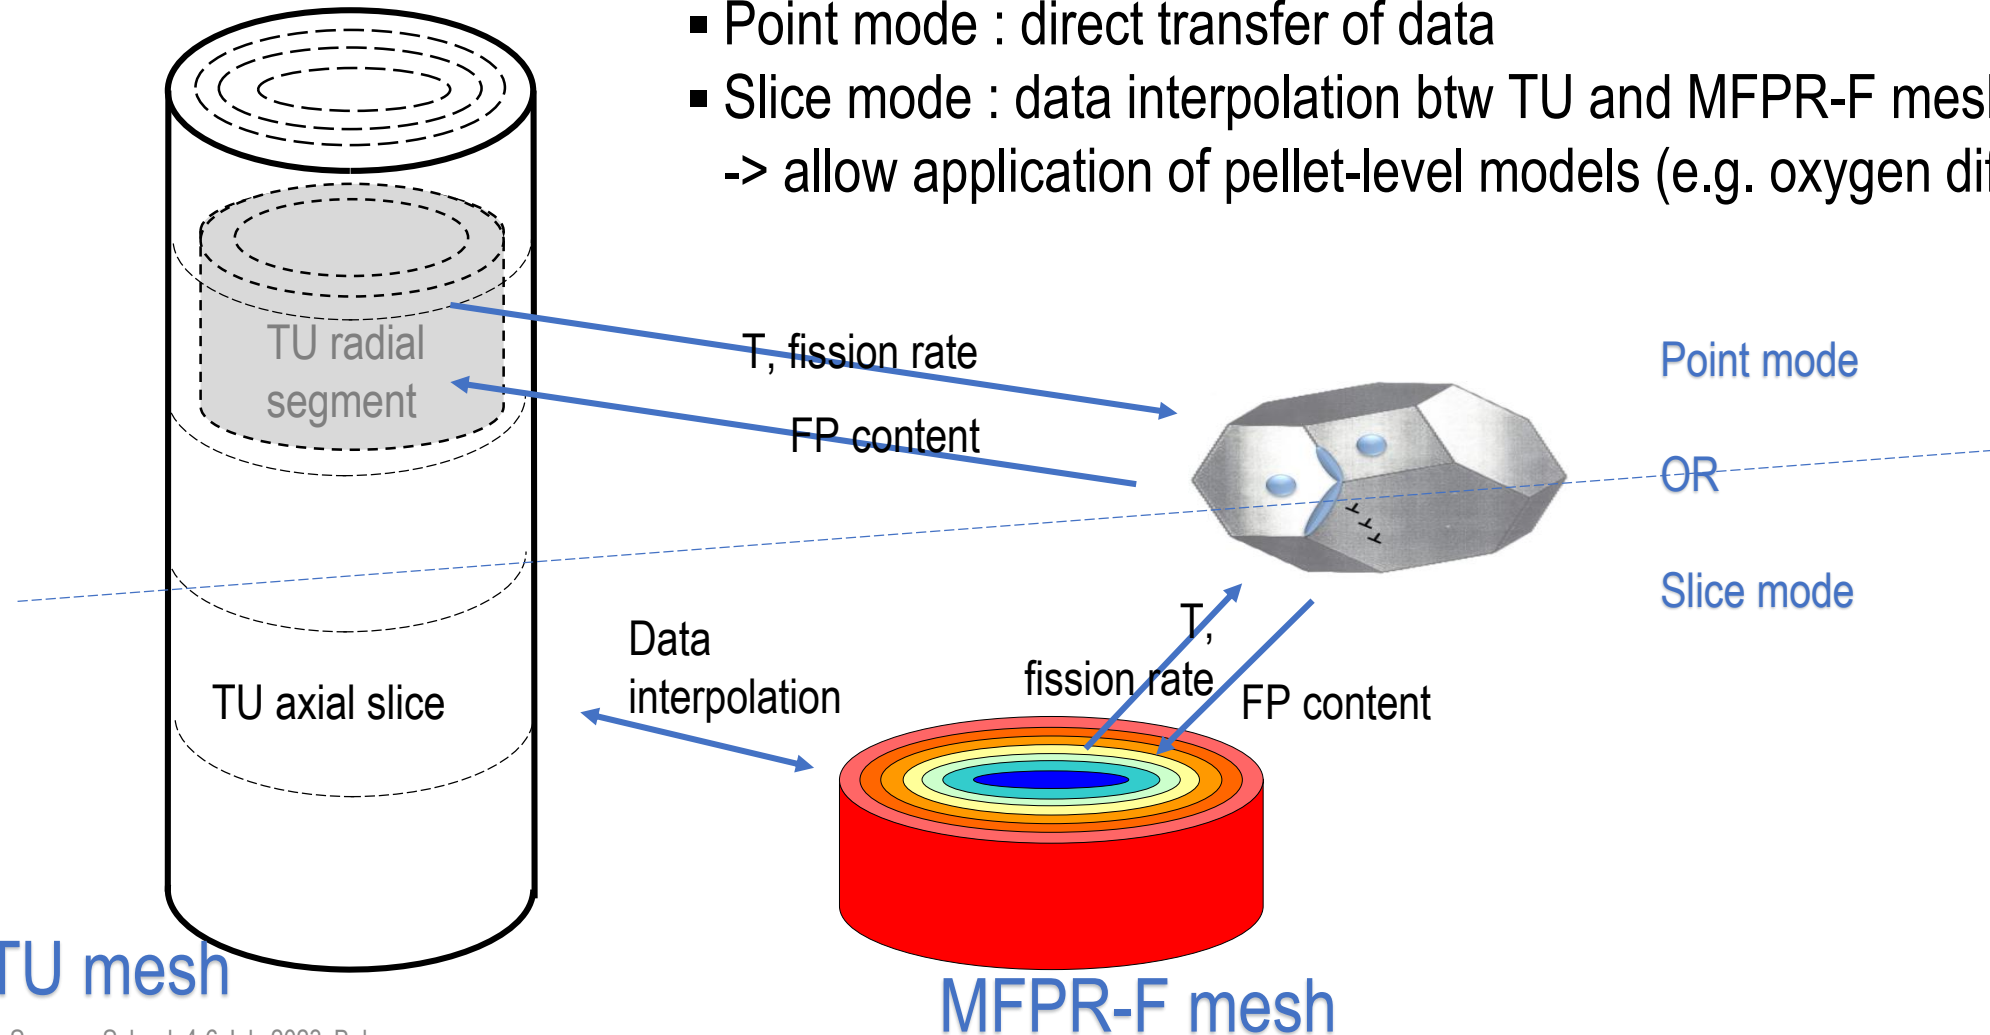 ▪ Point mode : direct transfer of data
▪ Slice mode : data interpolation btw TU and MFPR-F
-> allow application of pellet-level models (e.g. oxygen
TU radial
segment
T, fission rate
FP content
Point mode
OR
Slice mode
Data
interpolation
T,
fission rate
FP content
TU axial slice
TU mesh
MFPR-F mesh